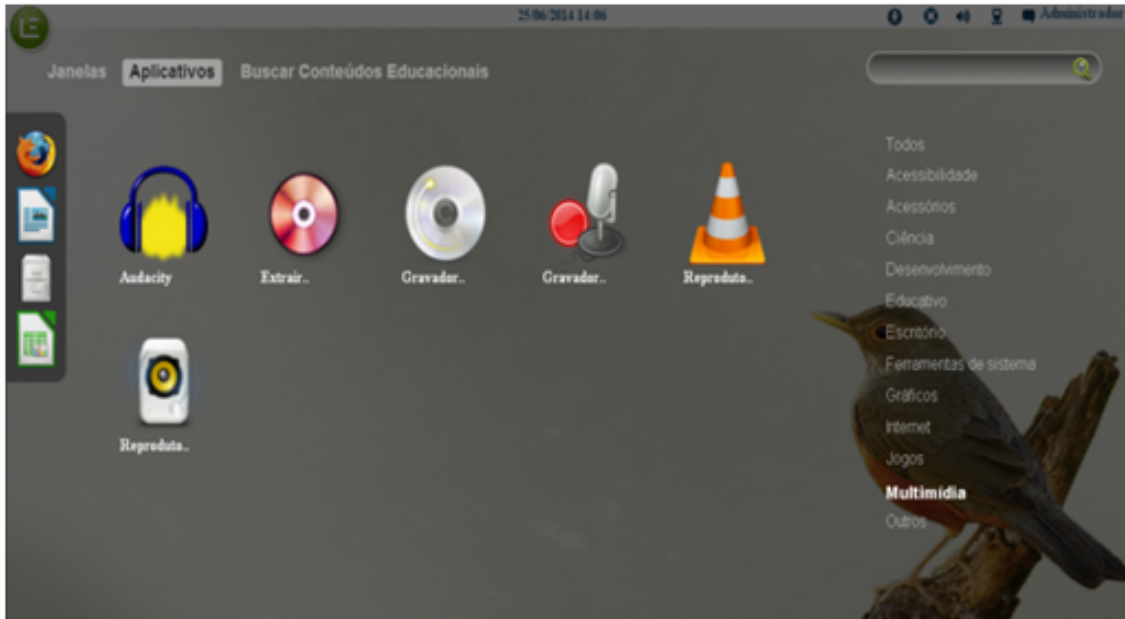 25/06/2014 14:06
Administrador
Janelas
Aplicativos
Buscar Conteúdos Educacionais
Audacity
Extrair..
Gravador..
Gravador..
Reproduto..
Reproduto..
Todos
Acessibilidade
Acessórios
Ciência
Desenvolvimento
Educativo
Escritório
Ferramentas de sistema
Gráficos
Internet
Jogos
Multimídia
Outros